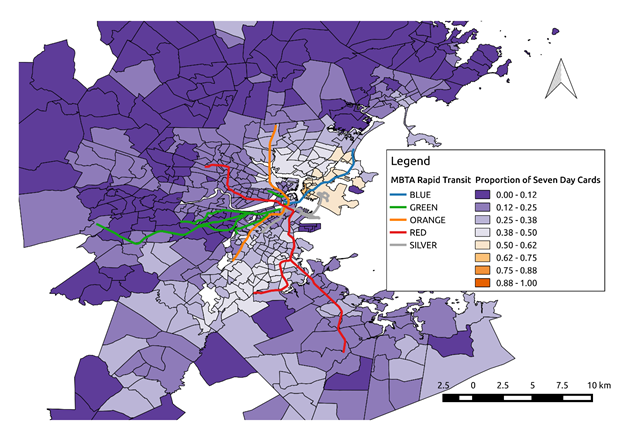 Legend
MBTA Rapid Transit Proportion of Seven Day Cards
BLUE 0.00 - 0.12
GREEN 0.12 - 0.25
ORANGE 0.25 - 0.38
RED 0.38 - 0.50
SILVER 0.50 - 0.62
0.62 - 0.75
0.75 - 0.88
0.88 - 1.00
2.5 0 2.5 5 7.5 10 km